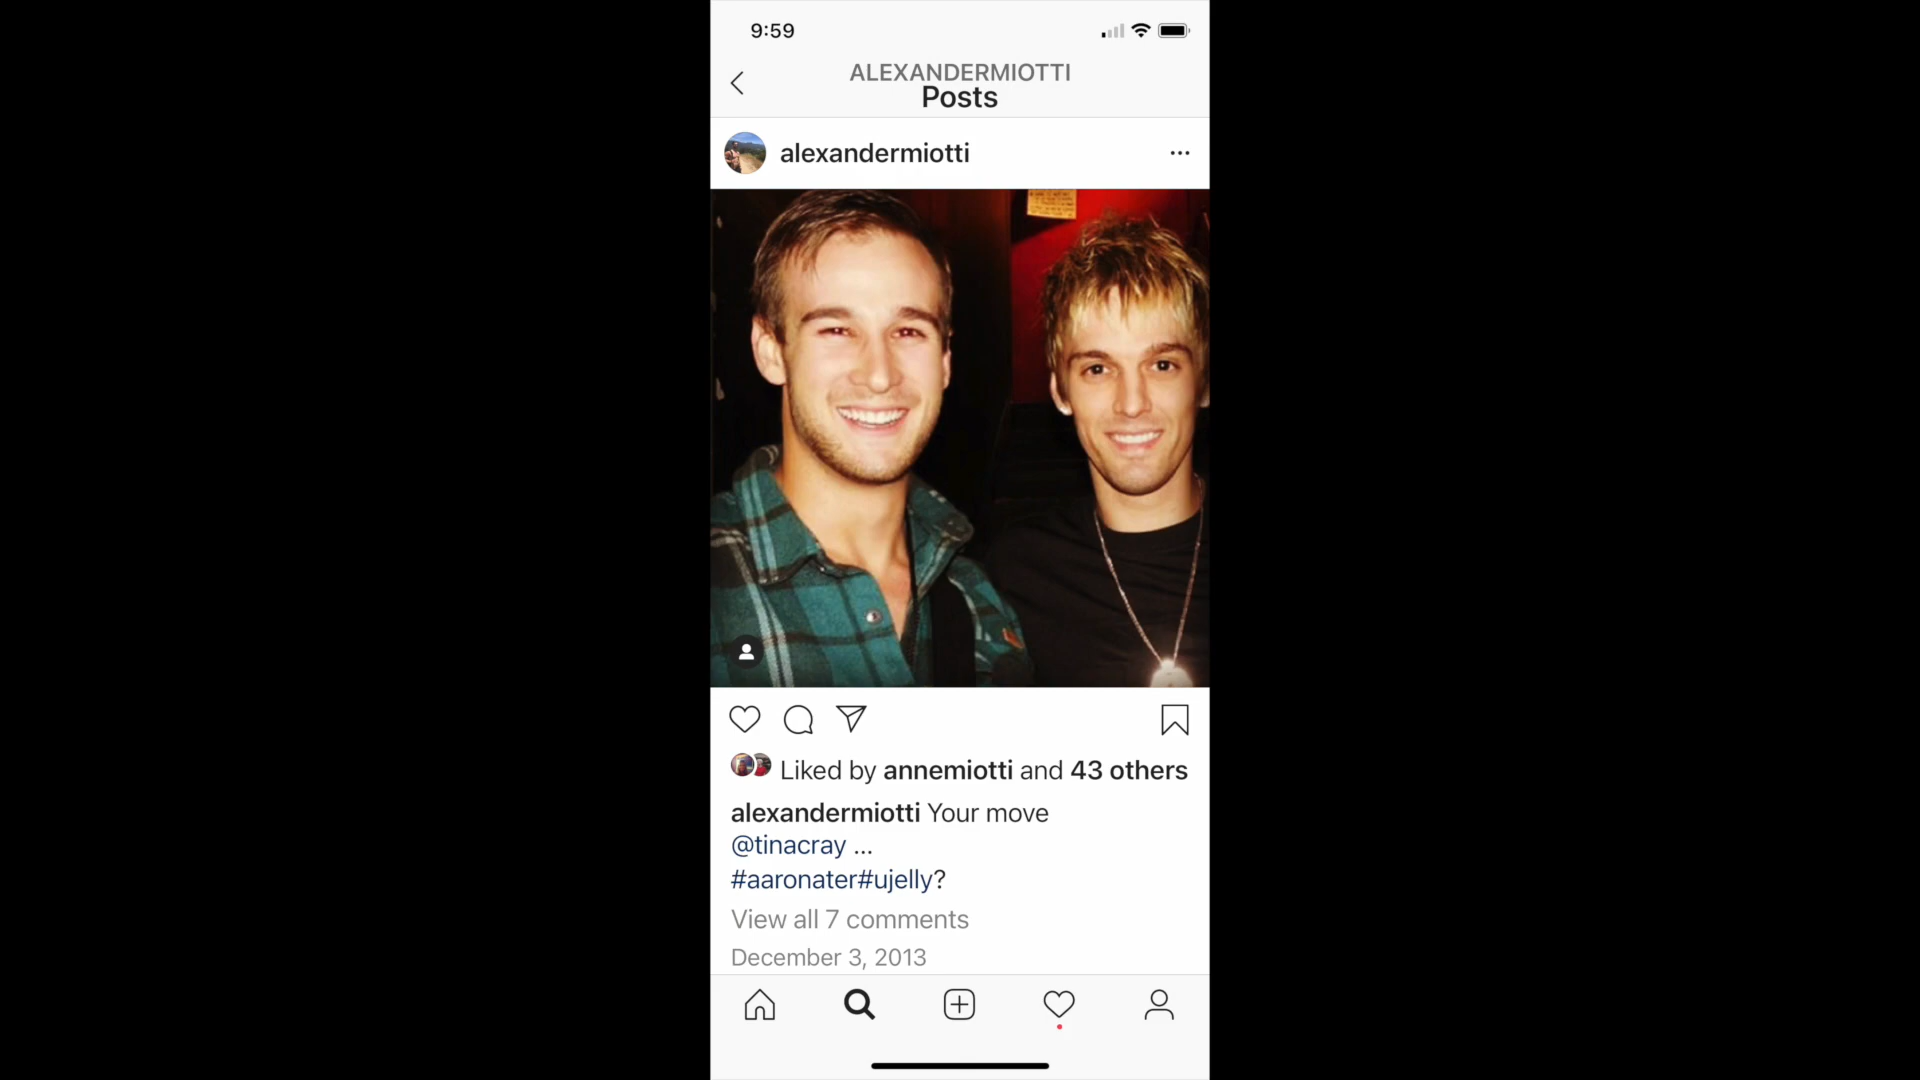 9:59
ALEXANDERMIOTTI
Posts
alexandermiotti
Liked by annemiotti and 43 others
alexandermiotti Your move
@tinacray ...
#aaronater#ujelly?
View all 7 comments
December 3, 2013